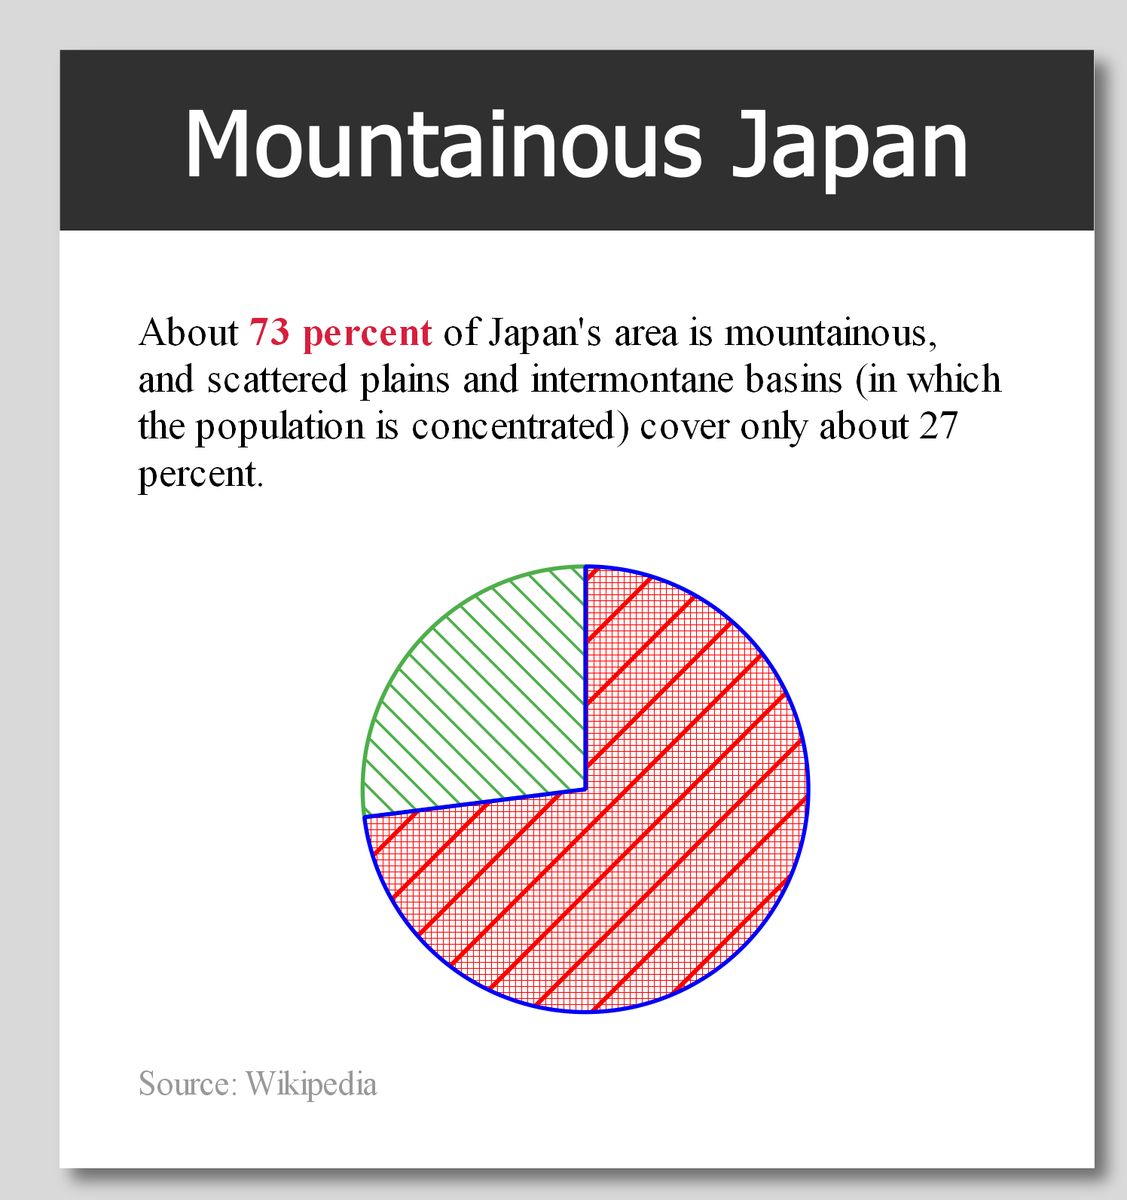 Mountainous Japan
About 73 percent of Japan's area is mountainous,
and scattered plains and intermontane basins (in which
the population is concentrated) cover only about 27
percent.
Source: Wikipedia